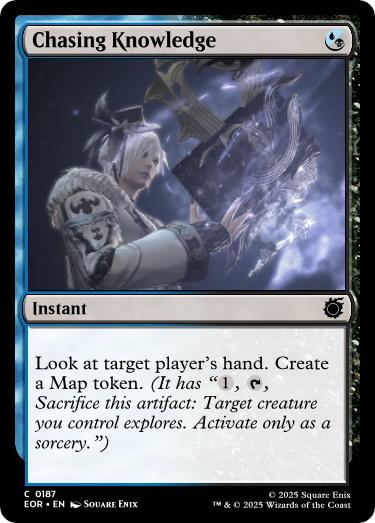 Chasing Knowledge
Instant
Look at target player's hand. Create
a Map token. (It has “1, 
Sacrifice this artifact: Target creature
you control explores. Activate only as a
sorcery.”)
C 0187
EOR • EN Square Enix
© 2025 Square Enix
™ & © 2025 Wizards of the Coast